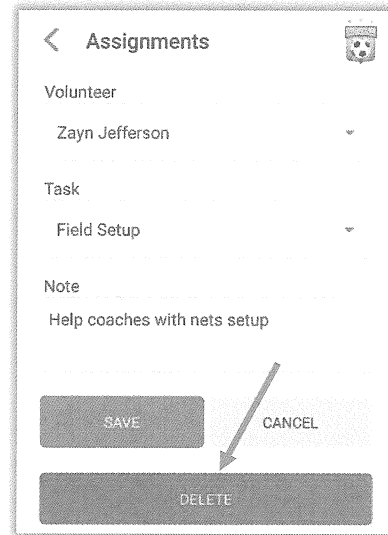 Assignments
Volunteer
Zayn Jefferson
Task
Field Setup
Note
Help coaches with nets setup
SAVE CANCEL
DELETE